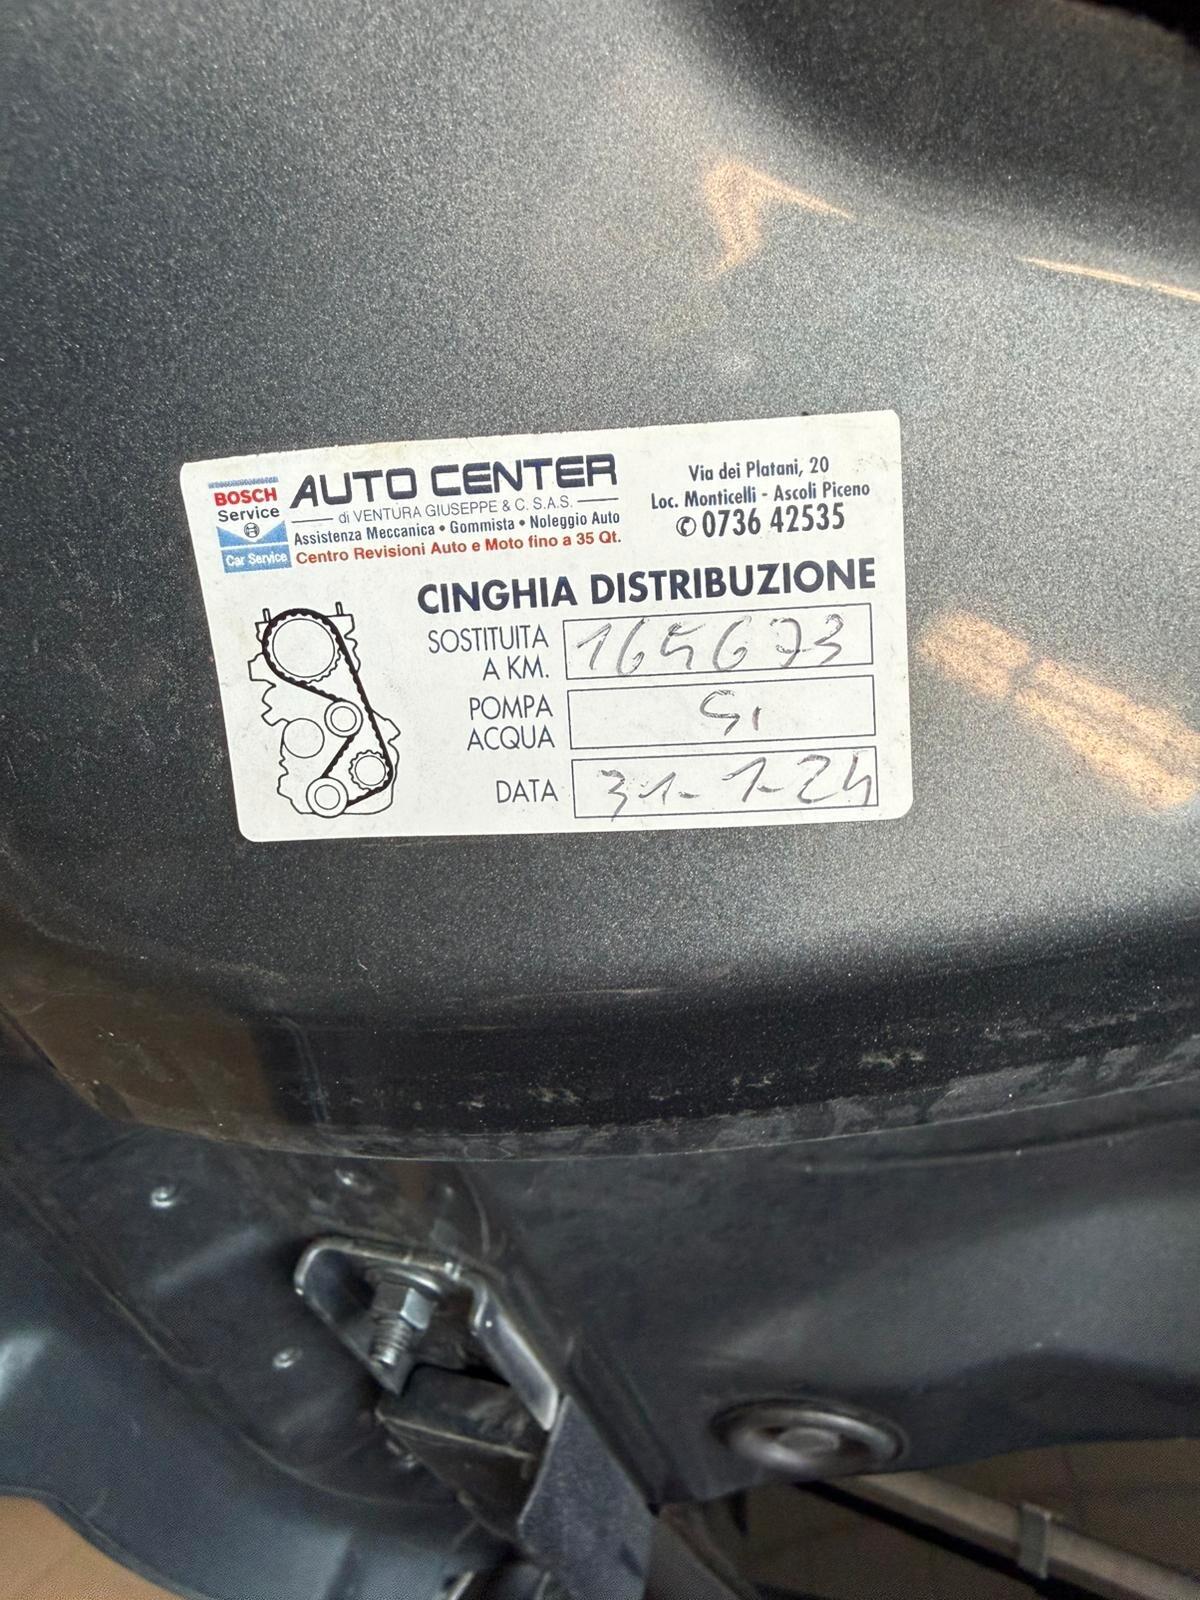 BOSCH
Service
Car Service
AUTO CENTER
di VENTURA GIUSEPPE & C. S.A.S.
Assistenza Meccanica • Gommista • Noleggio Auto
Centro Revisioni Auto e Moto fino a 35 Qt.
Via dei Platani, 20
Loc. Monticelli - Ascoli Piceno
✆ 0736 42535
CINGHIA DISTRIBUZIONE
SOSTITUITA
A KM. 164673
POMPA
ACQUA Si
DATA 31-1-24